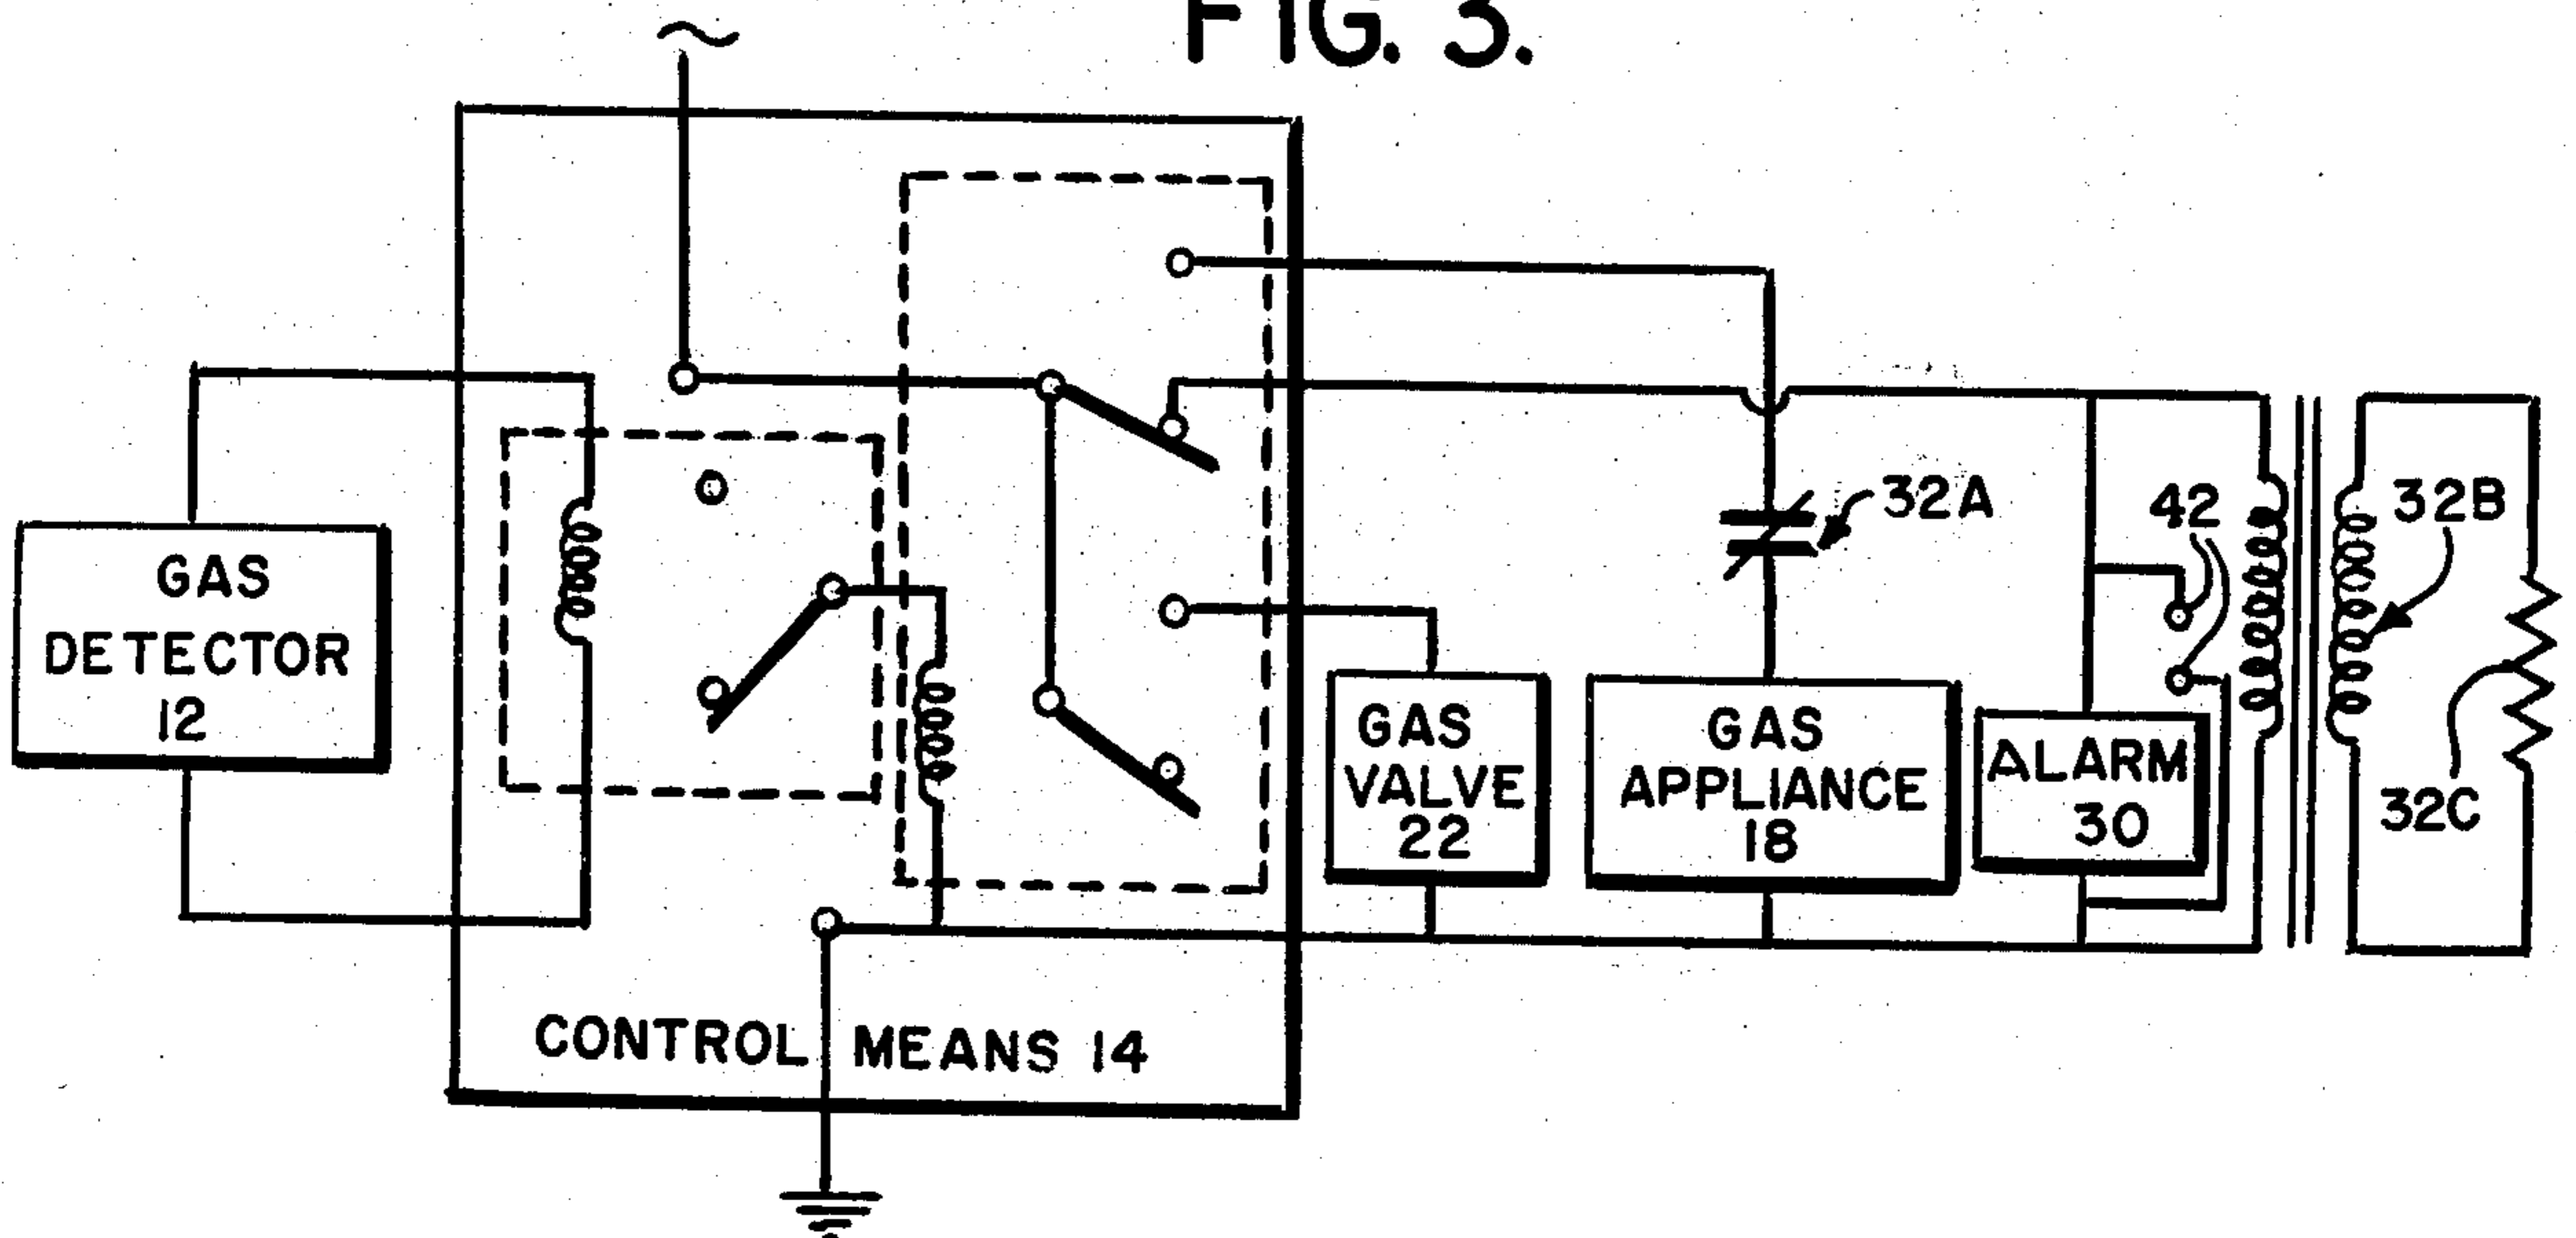 FIG. 3.
GAS
DETECTOR
12
CONTROL MEANS 14
GAS
VALVE
22
GAS
APPLIANCE
18
32A
ALARM
30
42
32B
32C